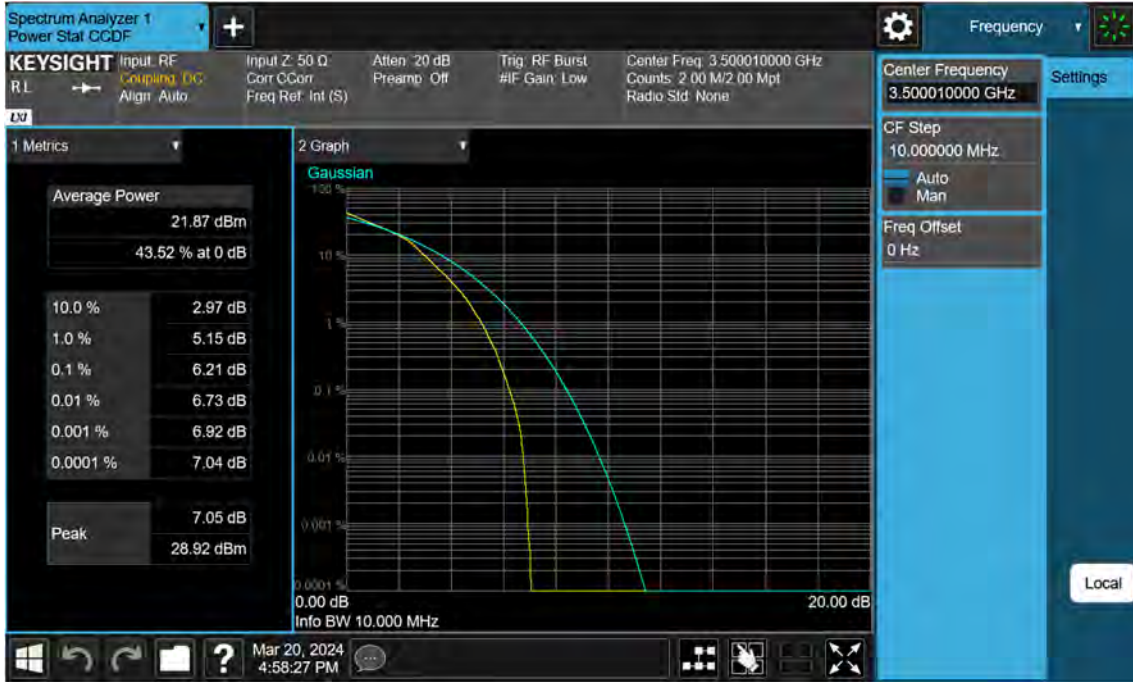 Spectrum Analyzer 1
Power Stat CCDF
Frequency
KEYSIGHT
RL
LXI
Input: RF
Coupling: DC
Align: Auto
Input Z: 50 Ω
Corr CCorr
Freq Ref: Int (S)
Atten: 20 dB
Preamp: Off
Trig: RF Burst
#IF Gain: Low
Center Freq: 3.500010000 GHz
Counts: 2.00 M/2.00 Mpt
Radio Std: None
Center Frequency
3.500010000 GHz
Settings
CF Step
10.000000 MHz
Auto
Man
Freq Offset
0 Hz
Local
1 Metrics
Average Power
21.87 dBm
43.52 % at 0 dB
10.0 % 2.97 dB
1.0 % 5.15 dB
0.1 % 6.21 dB
0.01 % 6.73 dB
0.001 % 6.92 dB
0.0001 % 7.04 dB
Peak
7.05 dB
28.92 dBm
2 Graph
Gaussian
100 %
10 %
1 %
0.1 %
0.01 %
0.001 %
0.0001 %
0.00 dB 20.00 dB
Info BW 10.000 MHz
Mar 20, 2024
4:58:27 PM